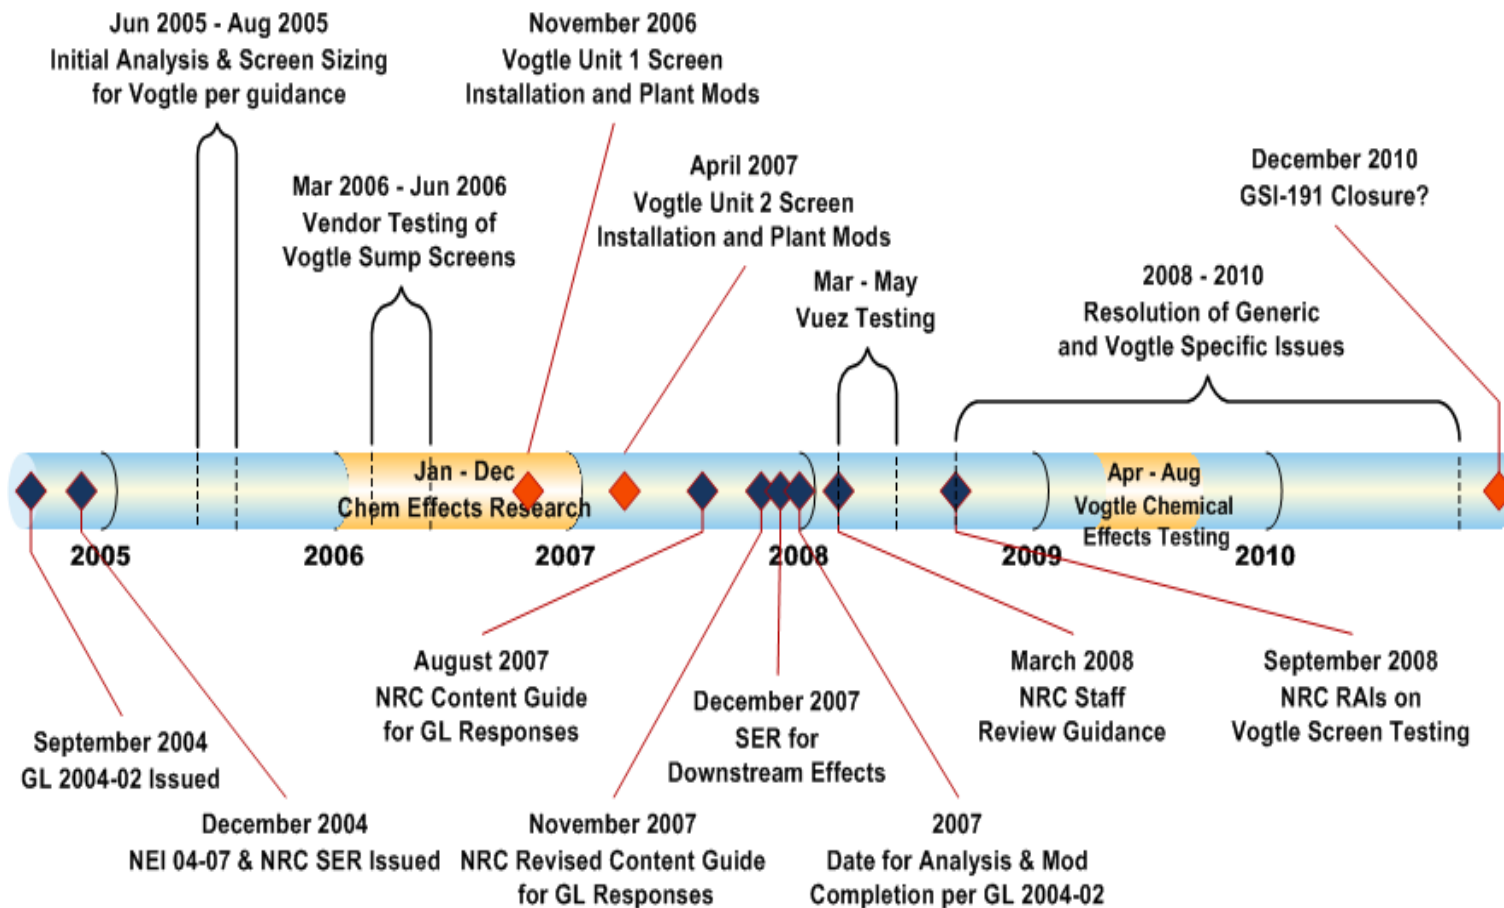 Jun 2005 - Aug 2005
Initial Analysis & Screen Sizing
for Vogtle per guidance
November 2006
Vogtle Unit 1 Screen
Installation and Plant Mods
Mar 2006 - Jun 2006
Vendor Testing of
Vogtle Sump Screens
April 2007
Vogtle Unit 2 Screen
Installation and Plant Mods
December 2010
GSI-191 Closure?
Mar - May
Vuez Testing
2008 - 2010
Resolution of Generic
and Vogtle Specific Issues
Jan - Dec
Chem Effects Research
Apr - Aug
Vogtle Chemical
Effects Testing
2005
2006
2007
2008
2009
2010
September 2004
GL 2004-02 Issued
December 2004
NEI 04-07 & NRC SER Issued
August 2007
NRC Content Guide
for GL Responses
November 2007
NRC Revised Content Guide
for GL Responses
December 2007
SER for
Downstream Effects
2007
Date for Analysis & Mod
Completion per GL 2004-02
March 2008
NRC Staff
Review Guidance
September 2008
NRC RAIs on
Vogtle Screen Testing